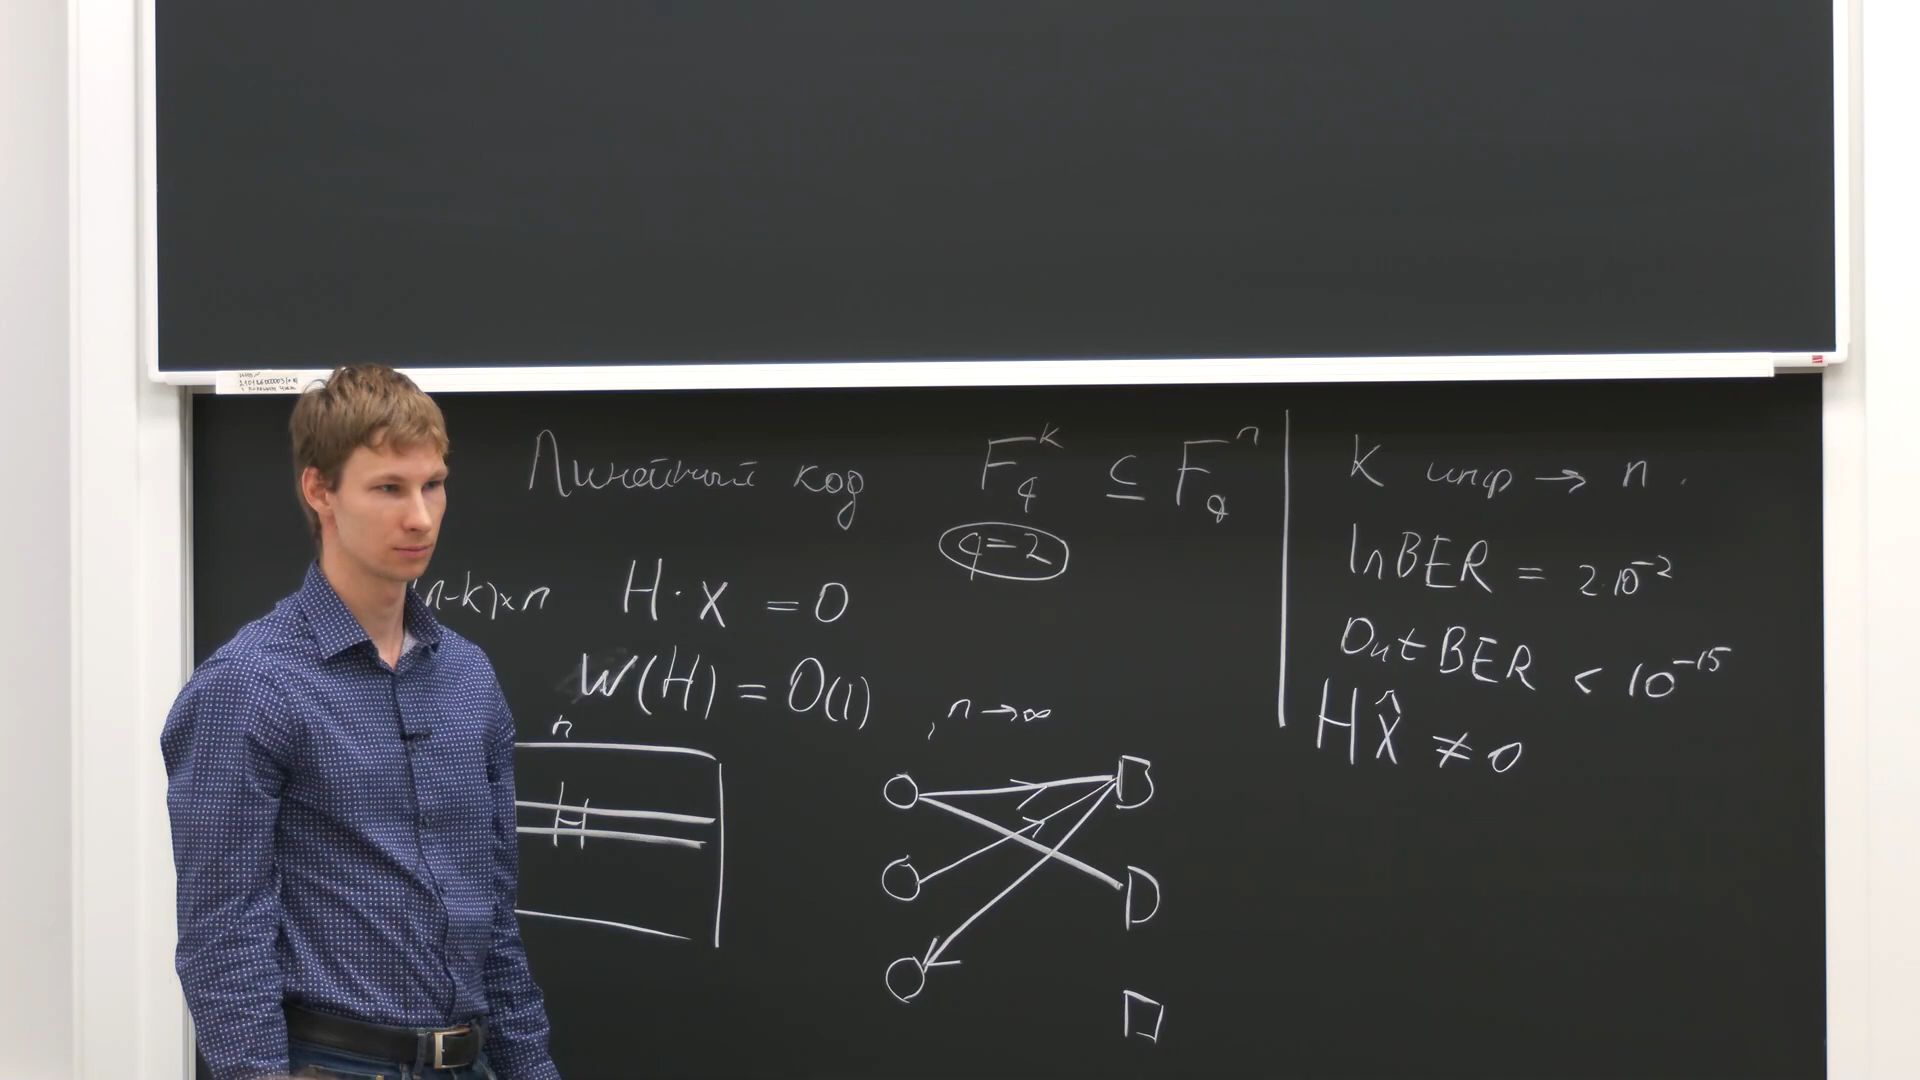 Линейный код F_q^k ⊆ F_q^n
q=2
(n-k)×n H·x = 0
W(H) = O(1) , n→∞
n
H
K инф → n.
InBER = 2·10^-2
OutBER < 10^-15
Hx̂ ≠ 0